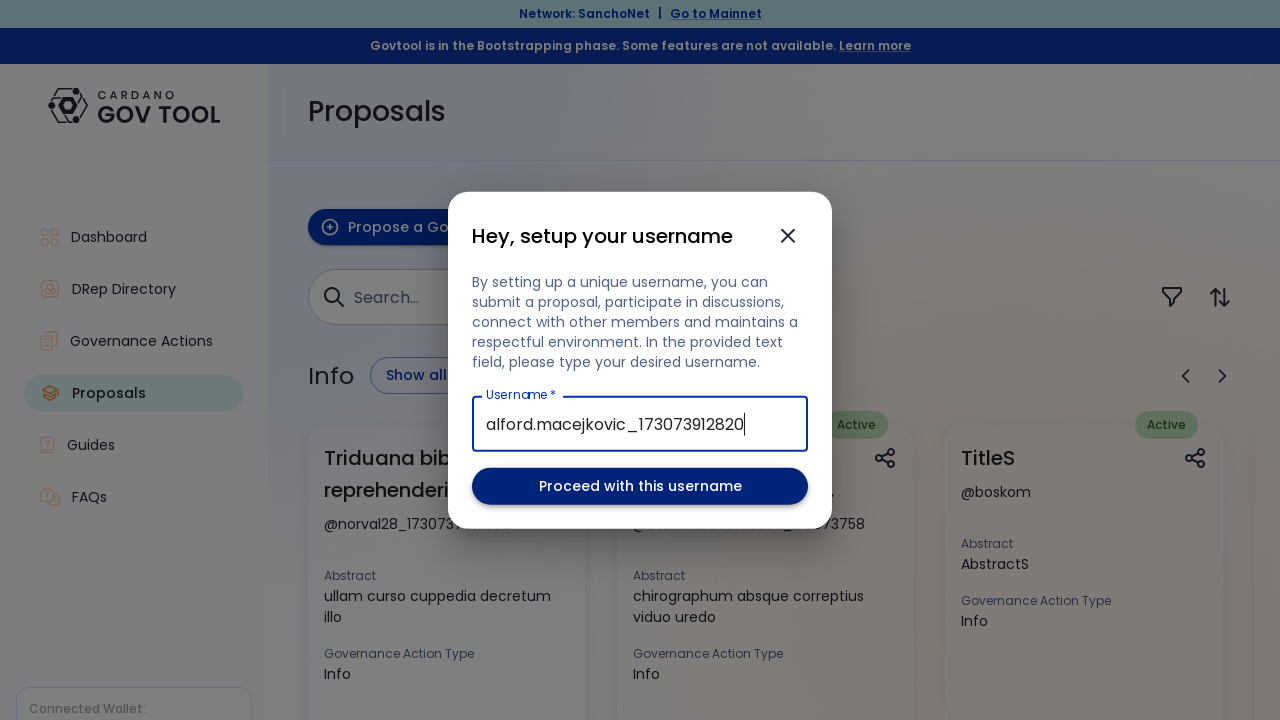 Network: SanchoNet | Go to Mainnet
Govtool is in the Bootstrapping phase. Some features are not available. Learn more
CARDANO
GOV TOOL
Proposals
Dashboard
DRep Directory
Governance Actions
Proposals
Guides
FAQs
Connected Wallet:
Propose a Go
Search...
Info
Show all
Hey, setup your username
By setting up a unique username, you can
submit a proposal, participate in discussions,
connect with other members and maintains a
respectful environment. In the provided text
field, please type your desired username.
Username *
alford.macejkovic_173073912820
Proceed with this username
Triduana bib
reprehenderi
@norval28_173073
Abstract
ullam curso cuppedia decretum
illo
Governance Action Type
Info
Active
73758
Abstract
chirographum absque correptius
viduo uredo
Governance Action Type
Info
Active
TitleS
@boskom
Abstract
AbstractS
Governance Action Type
Info